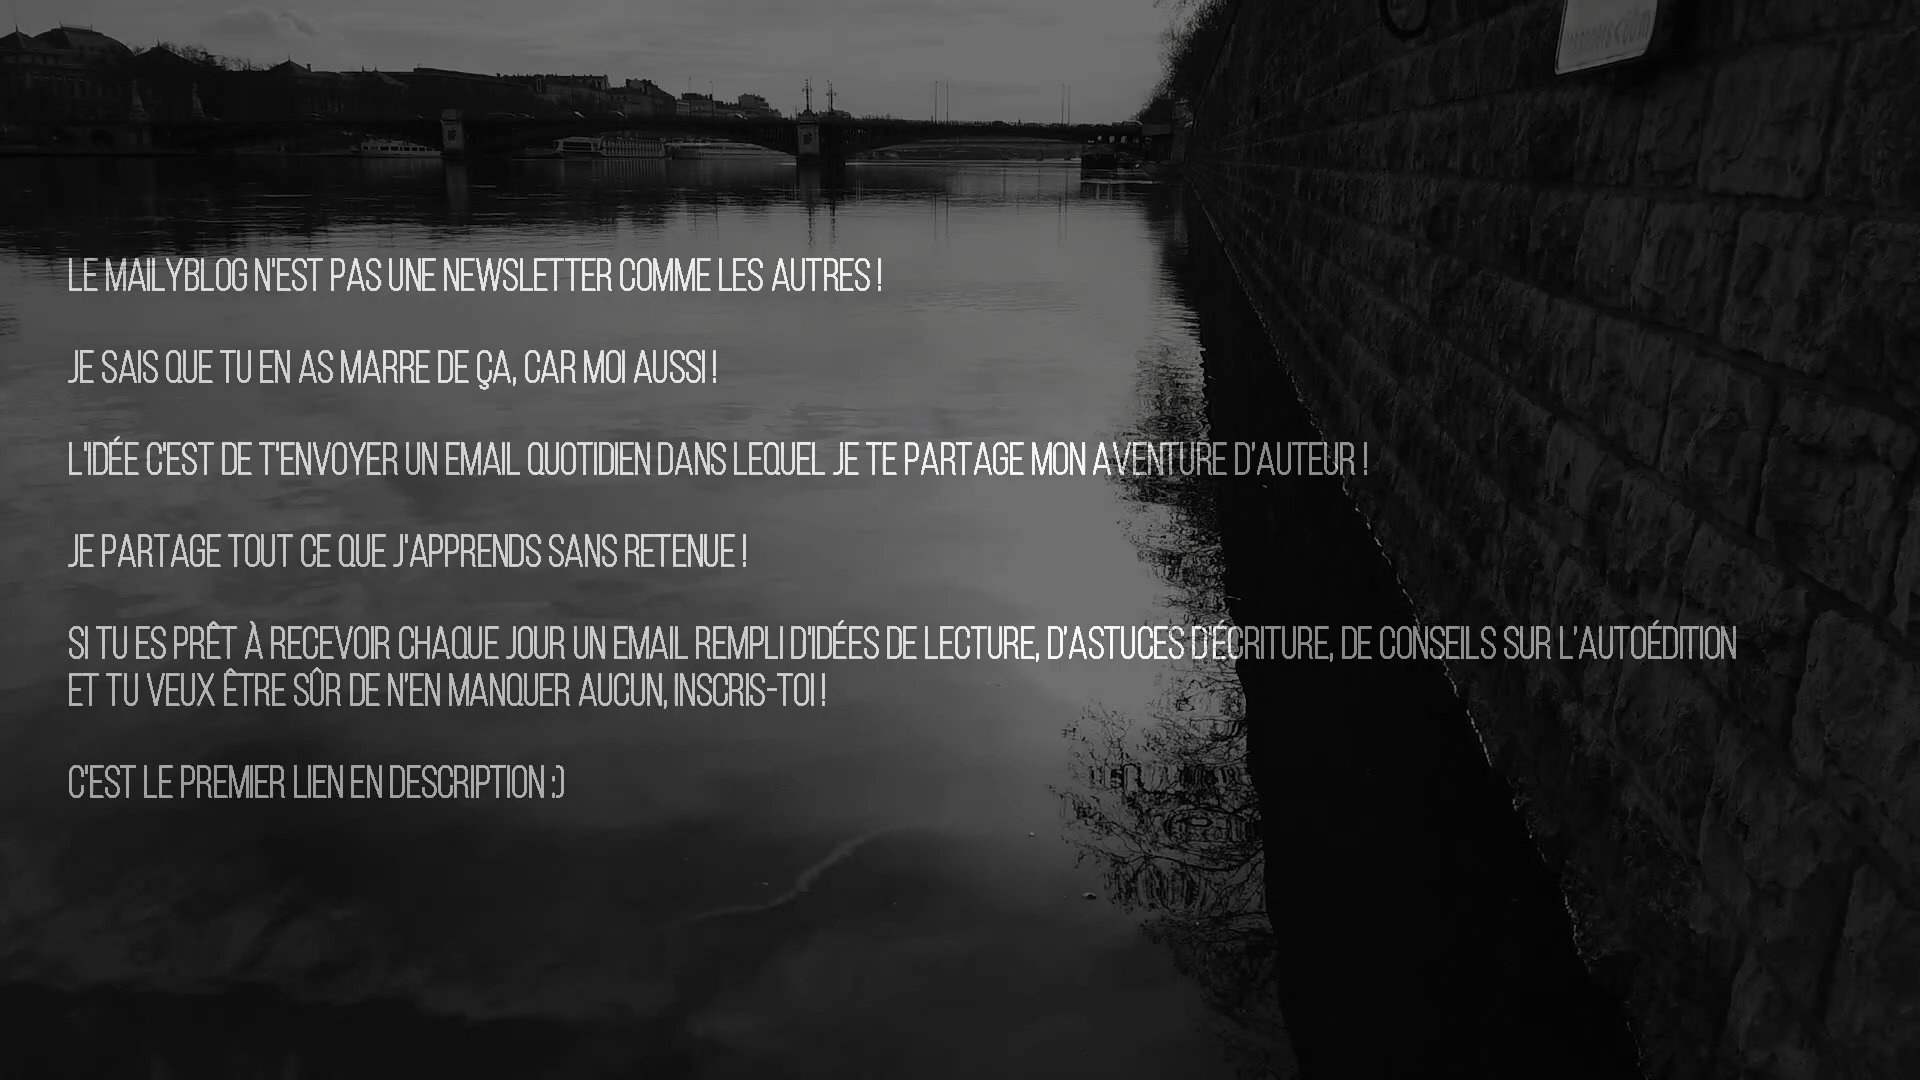 LE MAILYBLOG N'EST PAS UNE NEWSLETTER COMME LES AUTRES !
JE SAIS QUE TU EN AS MARRE DE ÇA, CAR MOI AUSSI !
L'IDÉE C'EST DE T'ENVOYER UN EMAIL QUOTIDIEN DANS LEQUEL JE TE PARTAGE MON AVENTURE D'AUTEUR !
JE PARTAGE TOUT CE QUE J'APPRENDS SANS RETENUE !
SI TU ES PRÊT À RECEVOIR CHAQUE JOUR UN EMAIL REMPLI D'IDÉES DE LECTURE, D'ASTUCES D'ÉCRITURE, DE CONSEILS SUR L'AUTOÉDITION
ET TU VEUX ÊTRE SÛR DE N'EN MANQUER AUCUN, INSCRIS-TOI !
C'EST LE PREMIER LIEN EN DESCRIPTION :)